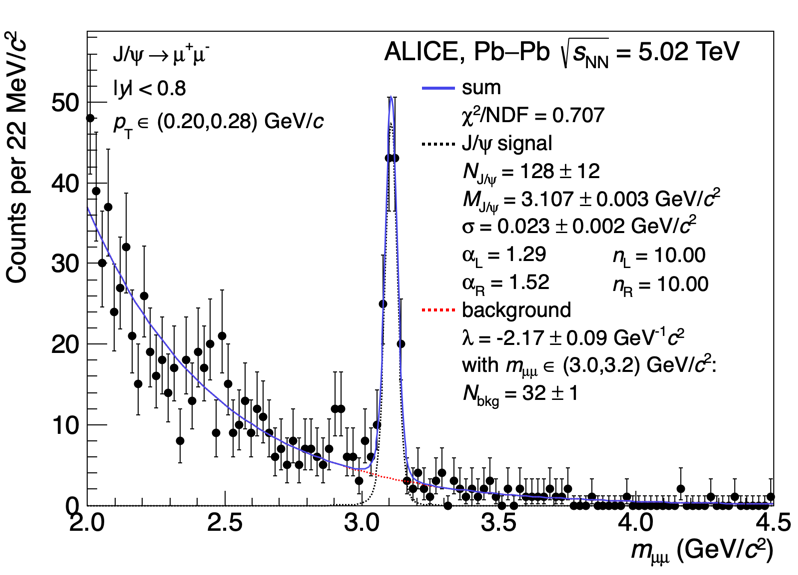 J/ψ → μ⁺μ⁻
|y| < 0.8
p_T ∈ (0.20,0.28) GeV/c
ALICE, Pb–Pb √s_NN = 5.02 TeV
sum
χ²/NDF = 0.707
J/ψ signal
N_J/ψ = 128 ± 12
M_J/ψ = 3.107 ± 0.003 GeV/c²
σ = 0.023 ± 0.002 GeV/c²
α_L = 1.29 n_L = 10.00
α_R = 1.52 n_R = 10.00
background
λ = -2.17 ± 0.09 GeV⁻¹c²
with m_μμ ∈ (3.0,3.2) GeV/c²:
N_bkg = 32 ± 1
Counts per 22 MeV/c²
50
40
30
20
10
0
2.0 2.5 3.0 3.5 4.0 4.5
m_μμ (GeV/c²)